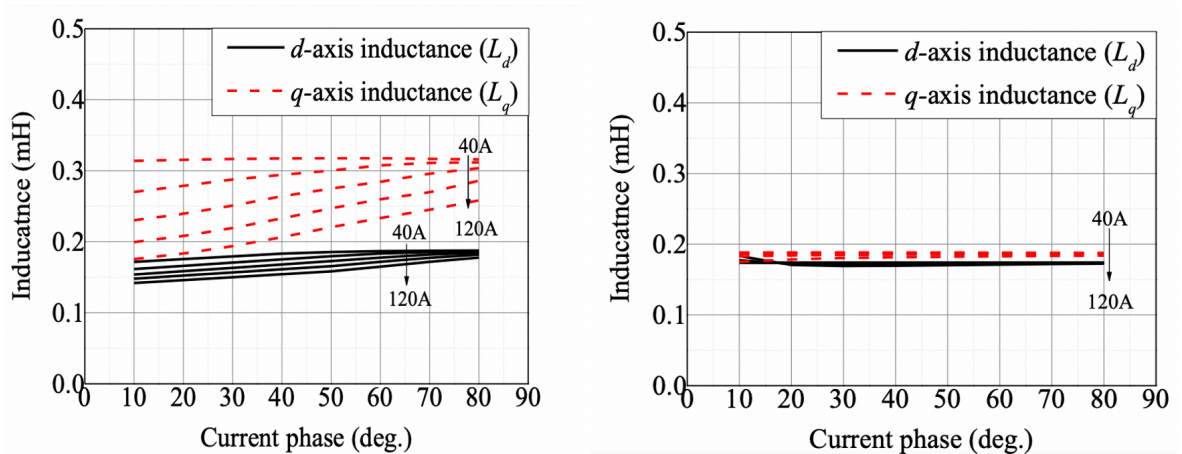 0.5
0.4
0.3
0.2
0.1
0.0
0 10 20 30 40 50 60 70 80 90
Inducatnce (mH)
Current phase (deg.)
d-axis inductance (Ld)
q-axis inductance (Lq)
40A
120A
40A
120A
0.5
0.4
0.3
0.2
0.1
0.0
0 10 20 30 40 50 60 70 80 90
Inducatnce (mH)
Current phase (deg.)
d-axis inductance (Ld)
q-axis inductance (Lq)
40A
120A